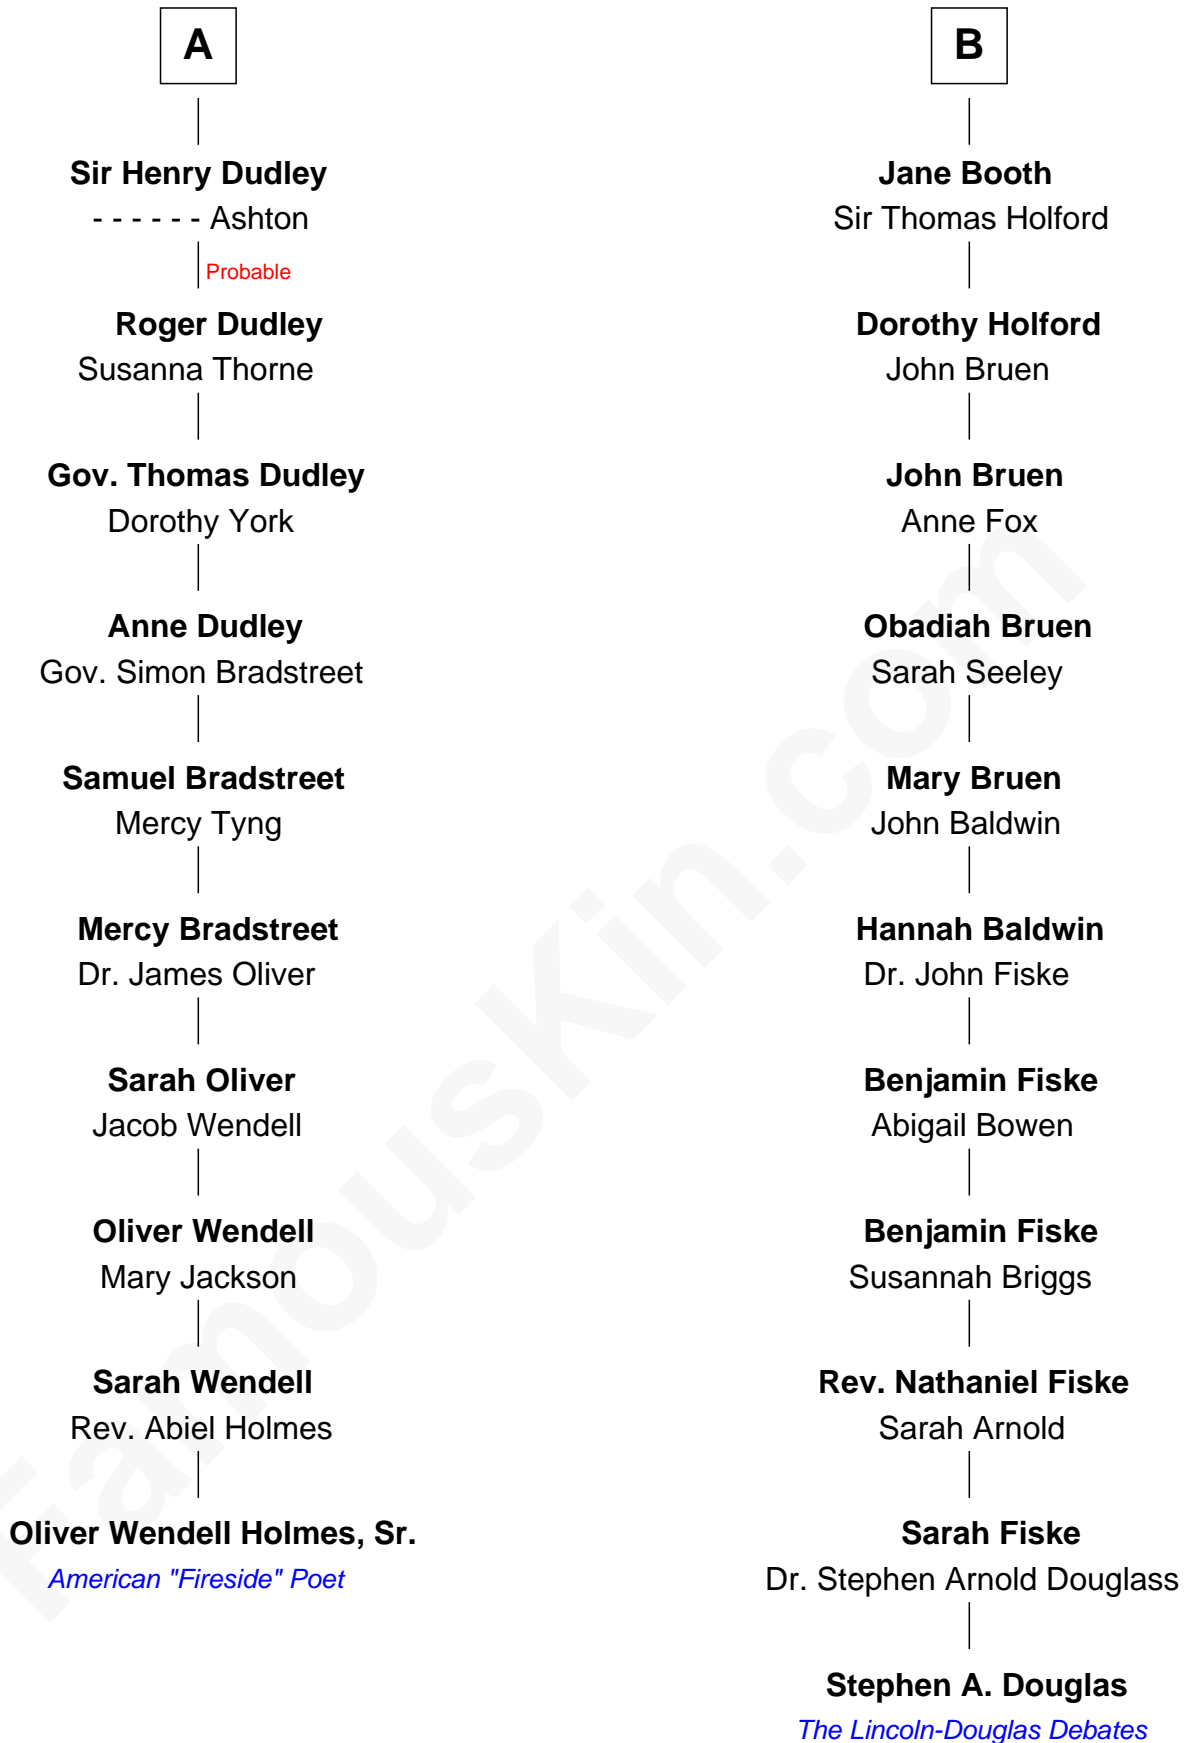 A
Sir Henry Dudley
- - - - - - Ashton
Probable
Roger Dudley
Susanna Thorne
Gov. Thomas Dudley
Dorothy York
Anne Dudley
Gov. Simon Bradstreet
Samuel Bradstreet
Mercy Tyng
Mercy Bradstreet
Dr. James Oliver
Sarah Oliver
Jacob Wendell
Oliver Wendell
Mary Jackson
Sarah Wendell
Rev. Abiel Holmes
Oliver Wendell Holmes, Sr.
American "Fireside" Poet
B
Jane Booth
Sir Thomas Holford
Dorothy Holford
John Bruen
John Bruen
Anne Fox
Obadiah Bruen
Sarah Seeley
Mary Bruen
John Baldwin
Hannah Baldwin
Dr. John Fiske
Benjamin Fiske
Abigail Bowen
Benjamin Fiske
Susannah Briggs
Rev. Nathaniel Fiske
Sarah Arnold
Sarah Fiske
Dr. Stephen Arnold Douglass
Stephen A. Douglas
The Lincoln-Douglas Debates
FamousKin.com